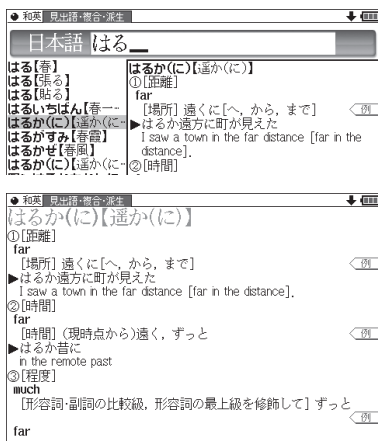 和英 見出語・複合・派生
日本語 はる
はる【春】
はる【張る】
はる【貼る】
はるいちばん【春一‥
はるか(に)【遥か(に‥
はるがすみ【春霞】
はるかぜ【春風】
はるか(に)【遥か(に‥
はるか(に)【遥か(に)】
①[距離]
far
[場所] 遠くに[へ, から, まで] 例
▶はるか遠方に町が見えた
I saw a town in the far distance [far in the
distance].
②[時間]
和英 見出語・複合・派生
はるか(に)【遥か(に)】
①[距離]
far
[場所] 遠くに[へ, から, まで] 例
▶はるか遠方に町が見えた
I saw a town in the far distance [far in the distance].
②[時間]
far
[時間] (現時点から)遠く, ずっと 例
▶はるか昔に
in the remote past
③[程度]
much
[形容詞・副詞の比較級, 形容詞の最上級を修飾して] ずっと
例
far